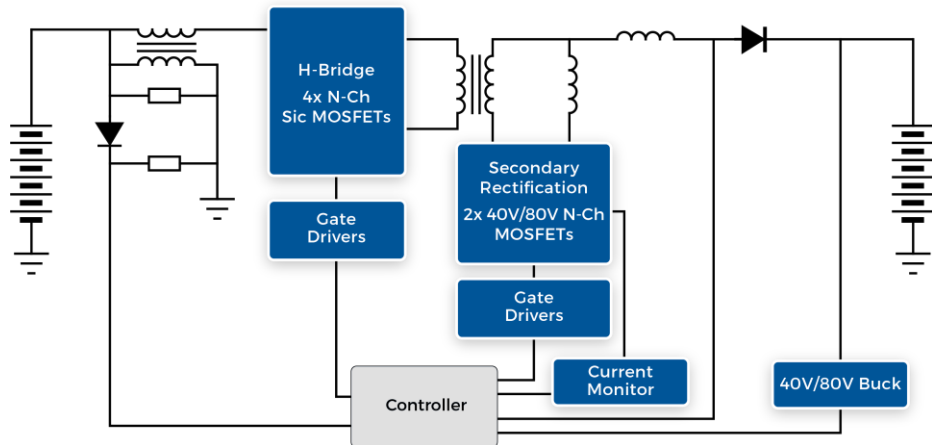 H-Bridge
4x N-Ch
Sic MOSFETs
Gate
Drivers
Secondary
Rectification
2x 40V/80V N-Ch
MOSFETs
Gate
Drivers
Current
Monitor
40V/80V Buck
Controller